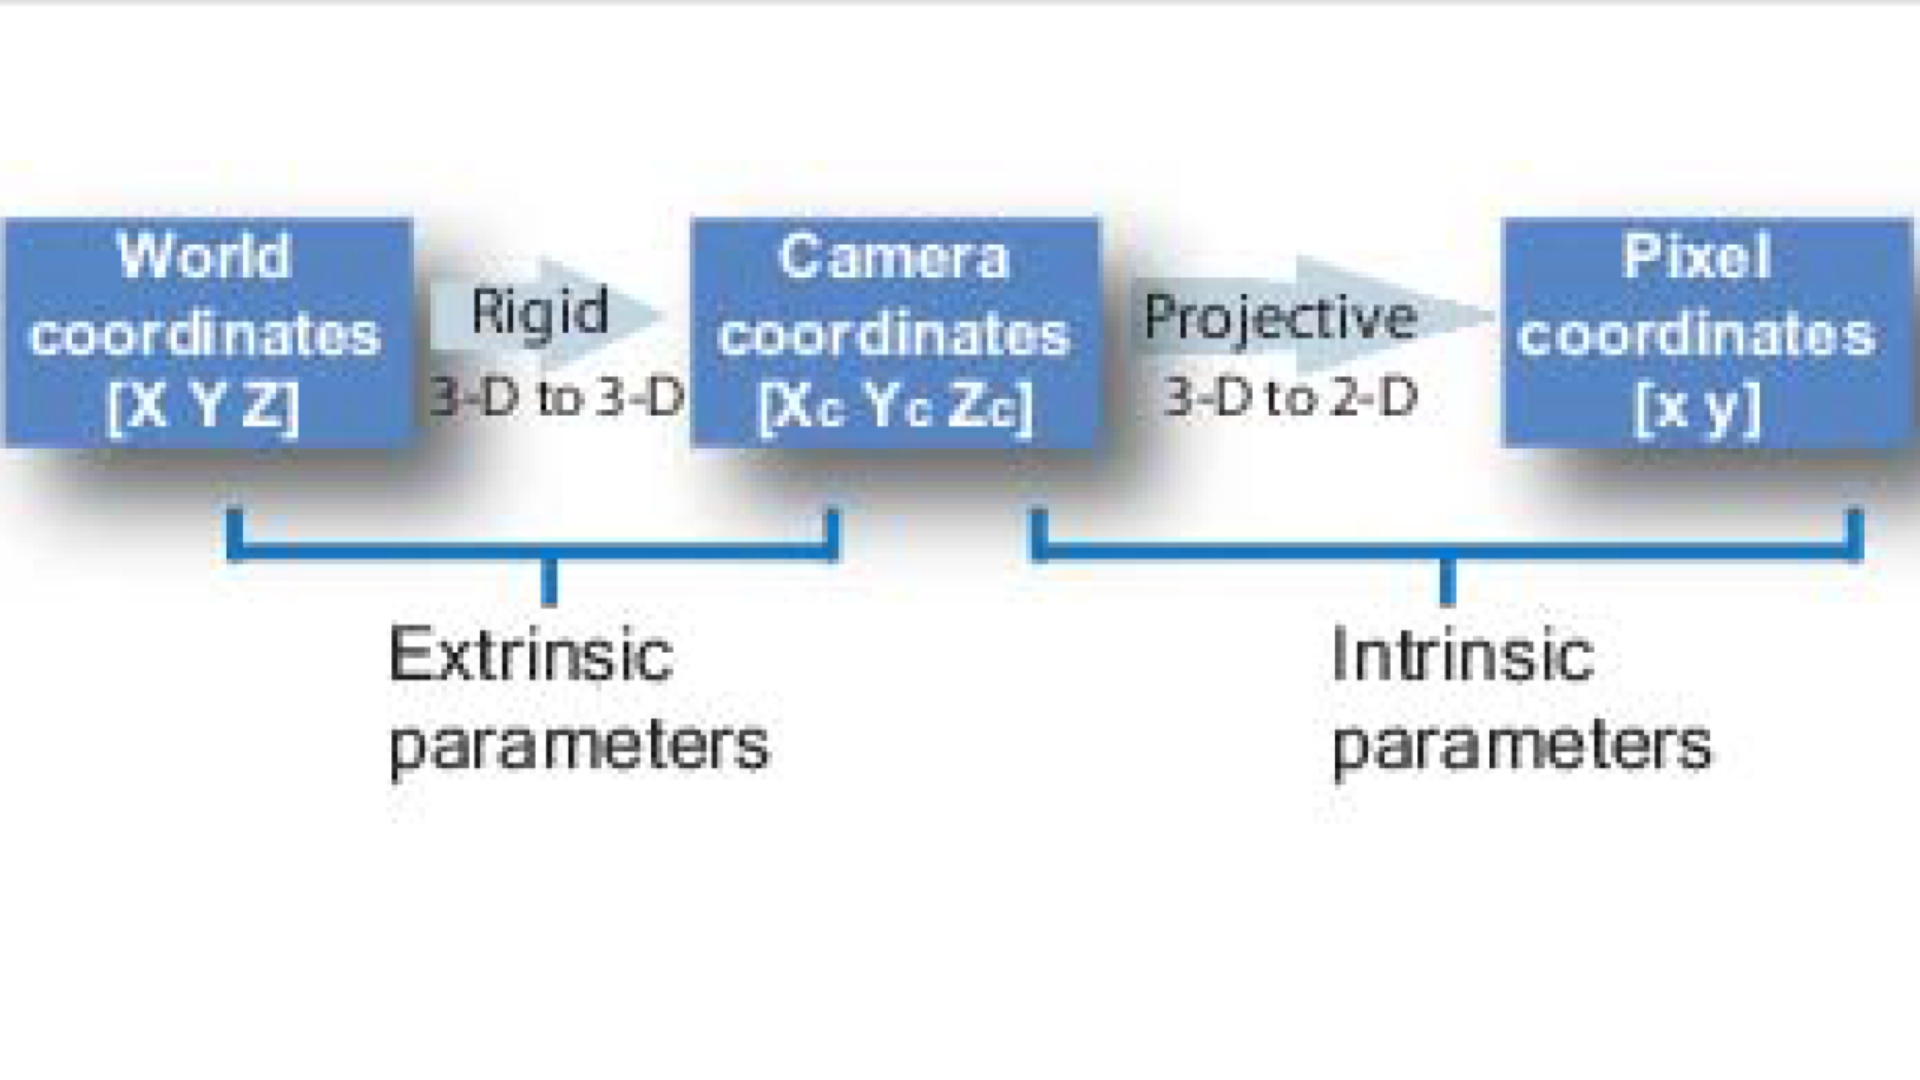 World
coordinates
[X Y Z]
Rigid
3-D to 3-D
Camera
coordinates
[Xc Yc Zc]
Projective
3-D to 2-D
Pixel
coordinates
[x y]
Extrinsic
parameters
Intrinsic
parameters